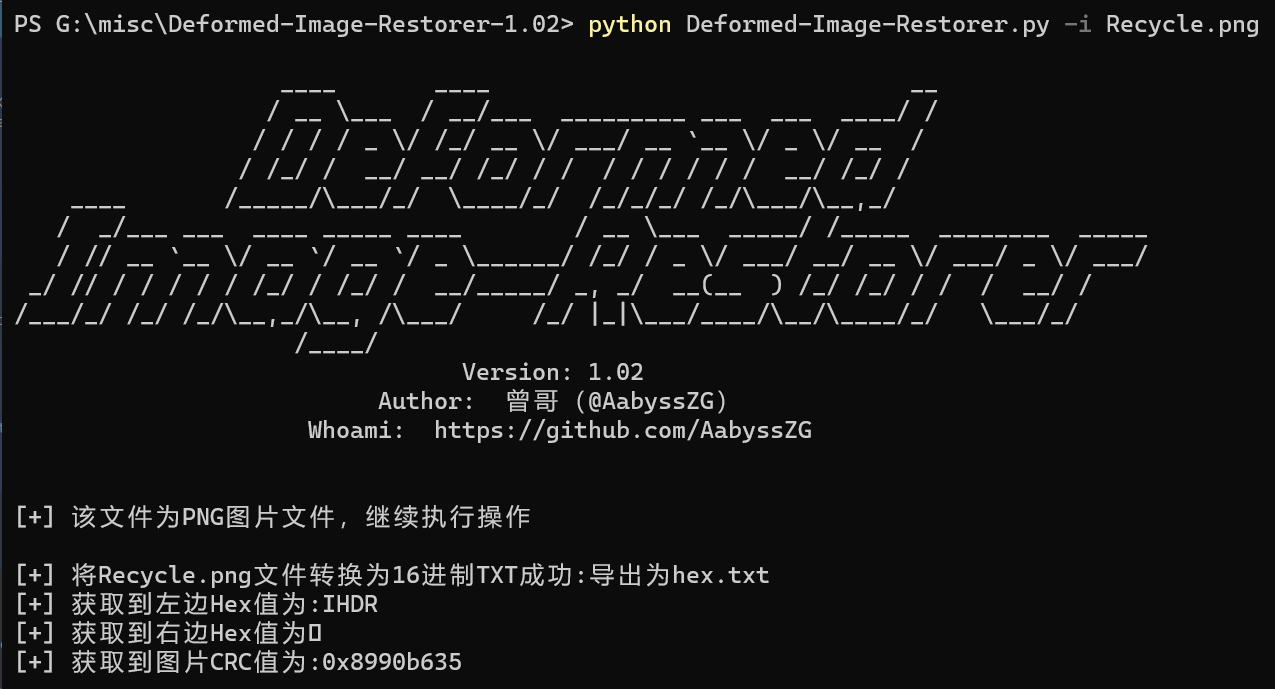 PS G:\misc\Deformed-Image-Restorer-1.02> python Deformed-Image-Restorer.py -i Recycle.png
Deformed
Image-Restorer
Version: 1.02
Author:  曾哥 (@AabyssZG)
Whoami:  https://github.com/AabyssZG
[+] 该文件为PNG图片文件，继续执行操作
[+] 将Recycle.png文件转换为16进制TXT成功:导出为hex.txt
[+] 获取到左边Hex值为:IHDR
[+] 获取到右边Hex值为▯
[+] 获取到图片CRC值为:0x8990b635